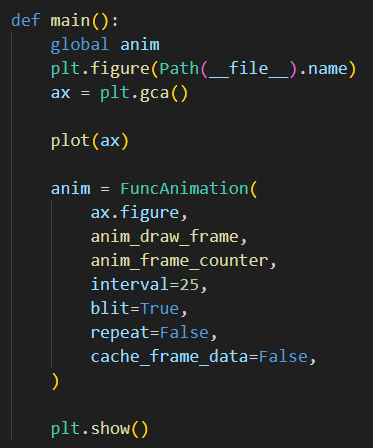 def main():
    global anim
    plt.figure(Path(__file__).name)
    ax = plt.gca()

    plot(ax)

    anim = FuncAnimation(
        ax.figure,
        anim_draw_frame,
        anim_frame_counter,
        interval=25,
        blit=True,
        repeat=False,
        cache_frame_data=False,
    )

    plt.show()